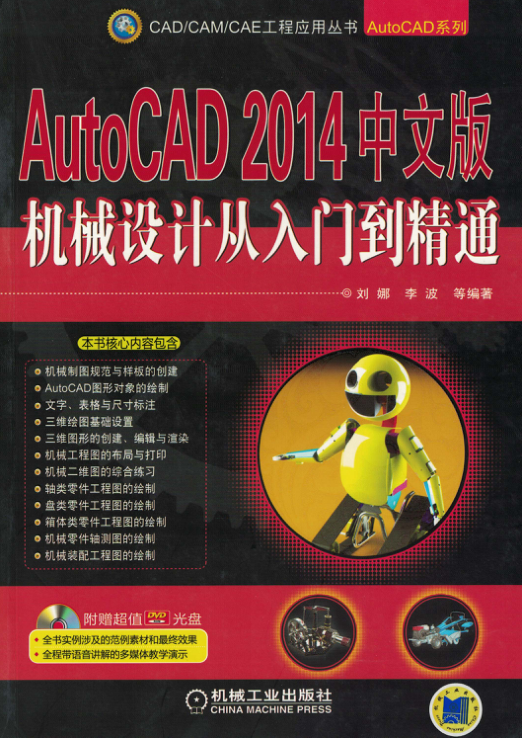 CAD/CAM/CAE工程应用丛书 AutoCAD系列
AutoCAD 2014 中文版
机械设计从入门到精通
◎刘 娜 李 波 等编著
本书核心内容包含
机械制图规范与样板的创建
AutoCAD图形对象的绘制
文字、表格与尺寸标注
三维绘图基础设置
三维图形的创建、编辑与渲染
机械工程图的布局与打印
机械二维图的综合练习
轴类零件工程图的绘制
盘类零件工程图的绘制
箱体类零件工程图的绘制
机械零件轴测图的绘制
机械装配工程图的绘制
附赠超值 DVD 光盘
全书实例涉及的范例素材和最终效果
全程带语音讲解的多媒体教学演示
机械工业出版社
CHINA MACHINE PRESS